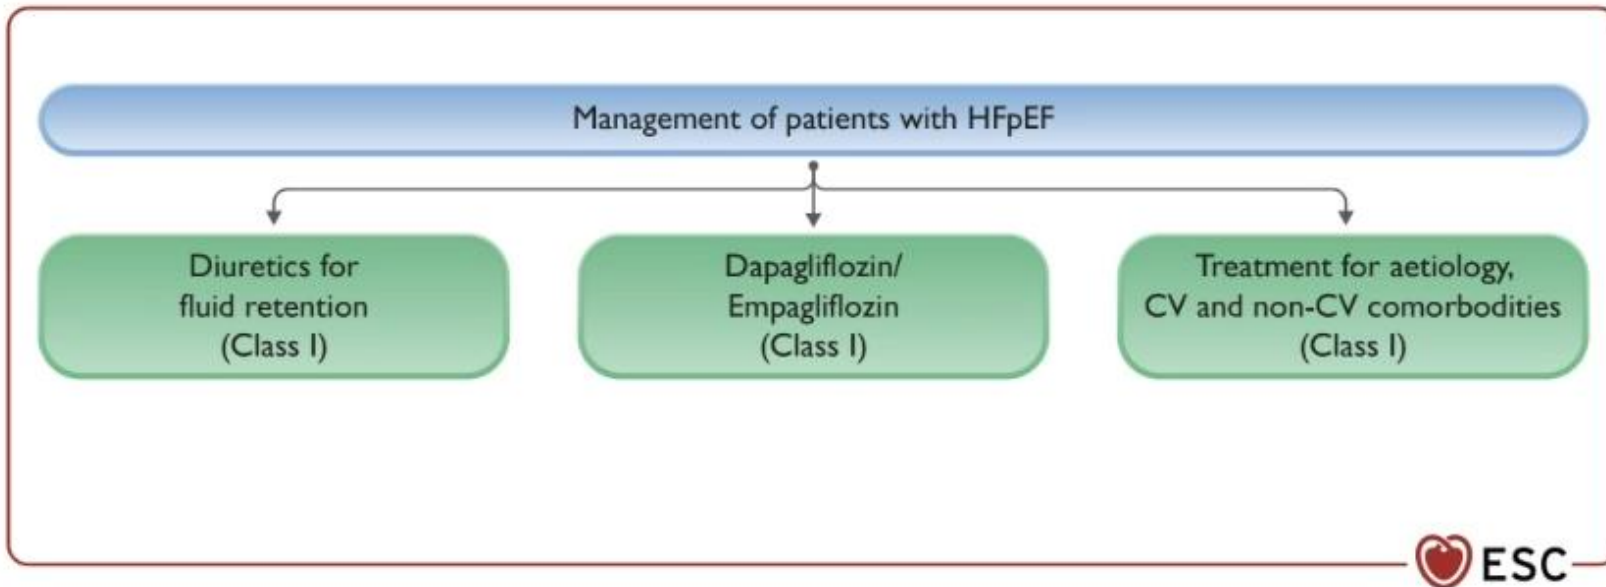 Management of patients with HFpEF
Diuretics for
fluid retention
(Class I)
Dapagliflozin/
Empagliflozin
(Class I)
Treatment for aetiology,
CV and non-CV comorbodities
(Class I)
ESC